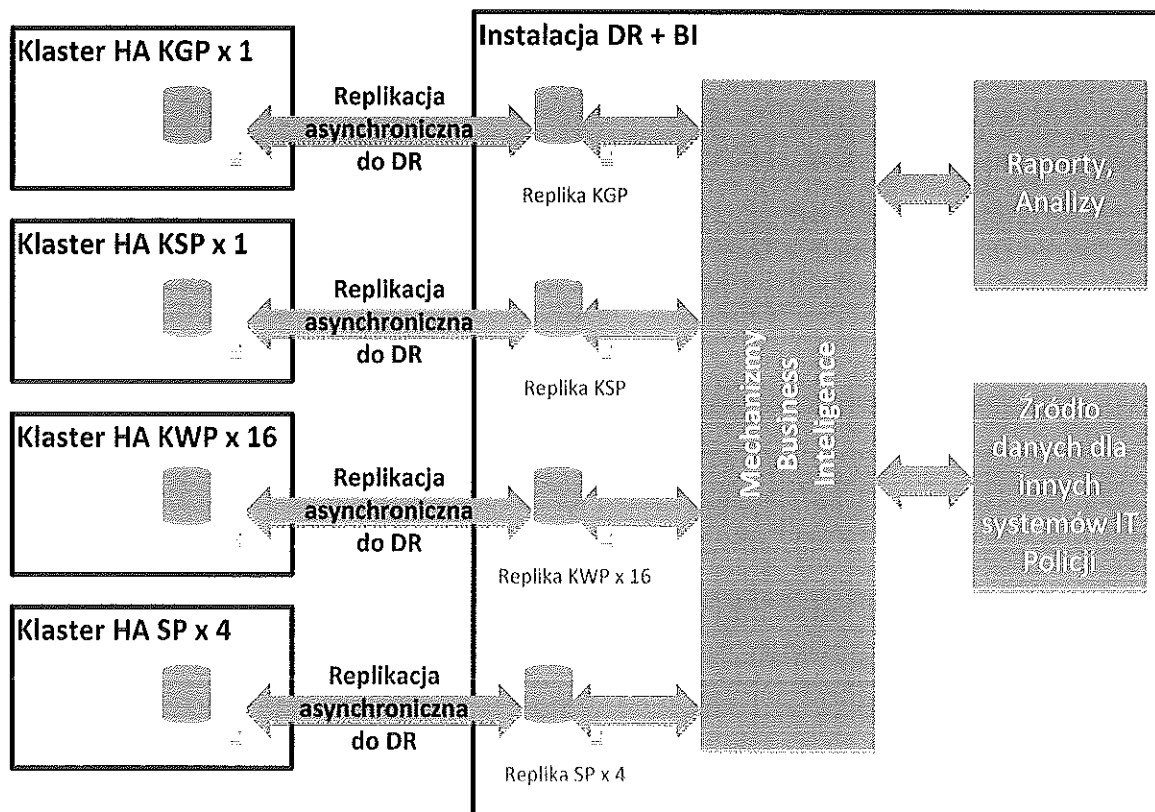 Klaster HA KGP x 1
Replikacja
asynchroniczna
do DR
Klaster HA KSP x 1
Replikacja
asynchroniczna
do DR
Klaster HA KWP x 16
Replikacja
asynchroniczna
do DR
Klaster HA SP x 4
Replikacja
asynchroniczna
do DR
Instalacja DR + BI
Replika KGP
Replika KSP
Replika KWP x 16
Replika SP x 4
Mechanizmy
Business
Inteligence
Raporty,
Analizy
Źródło
danych dla
innych
systemów IT
Policji